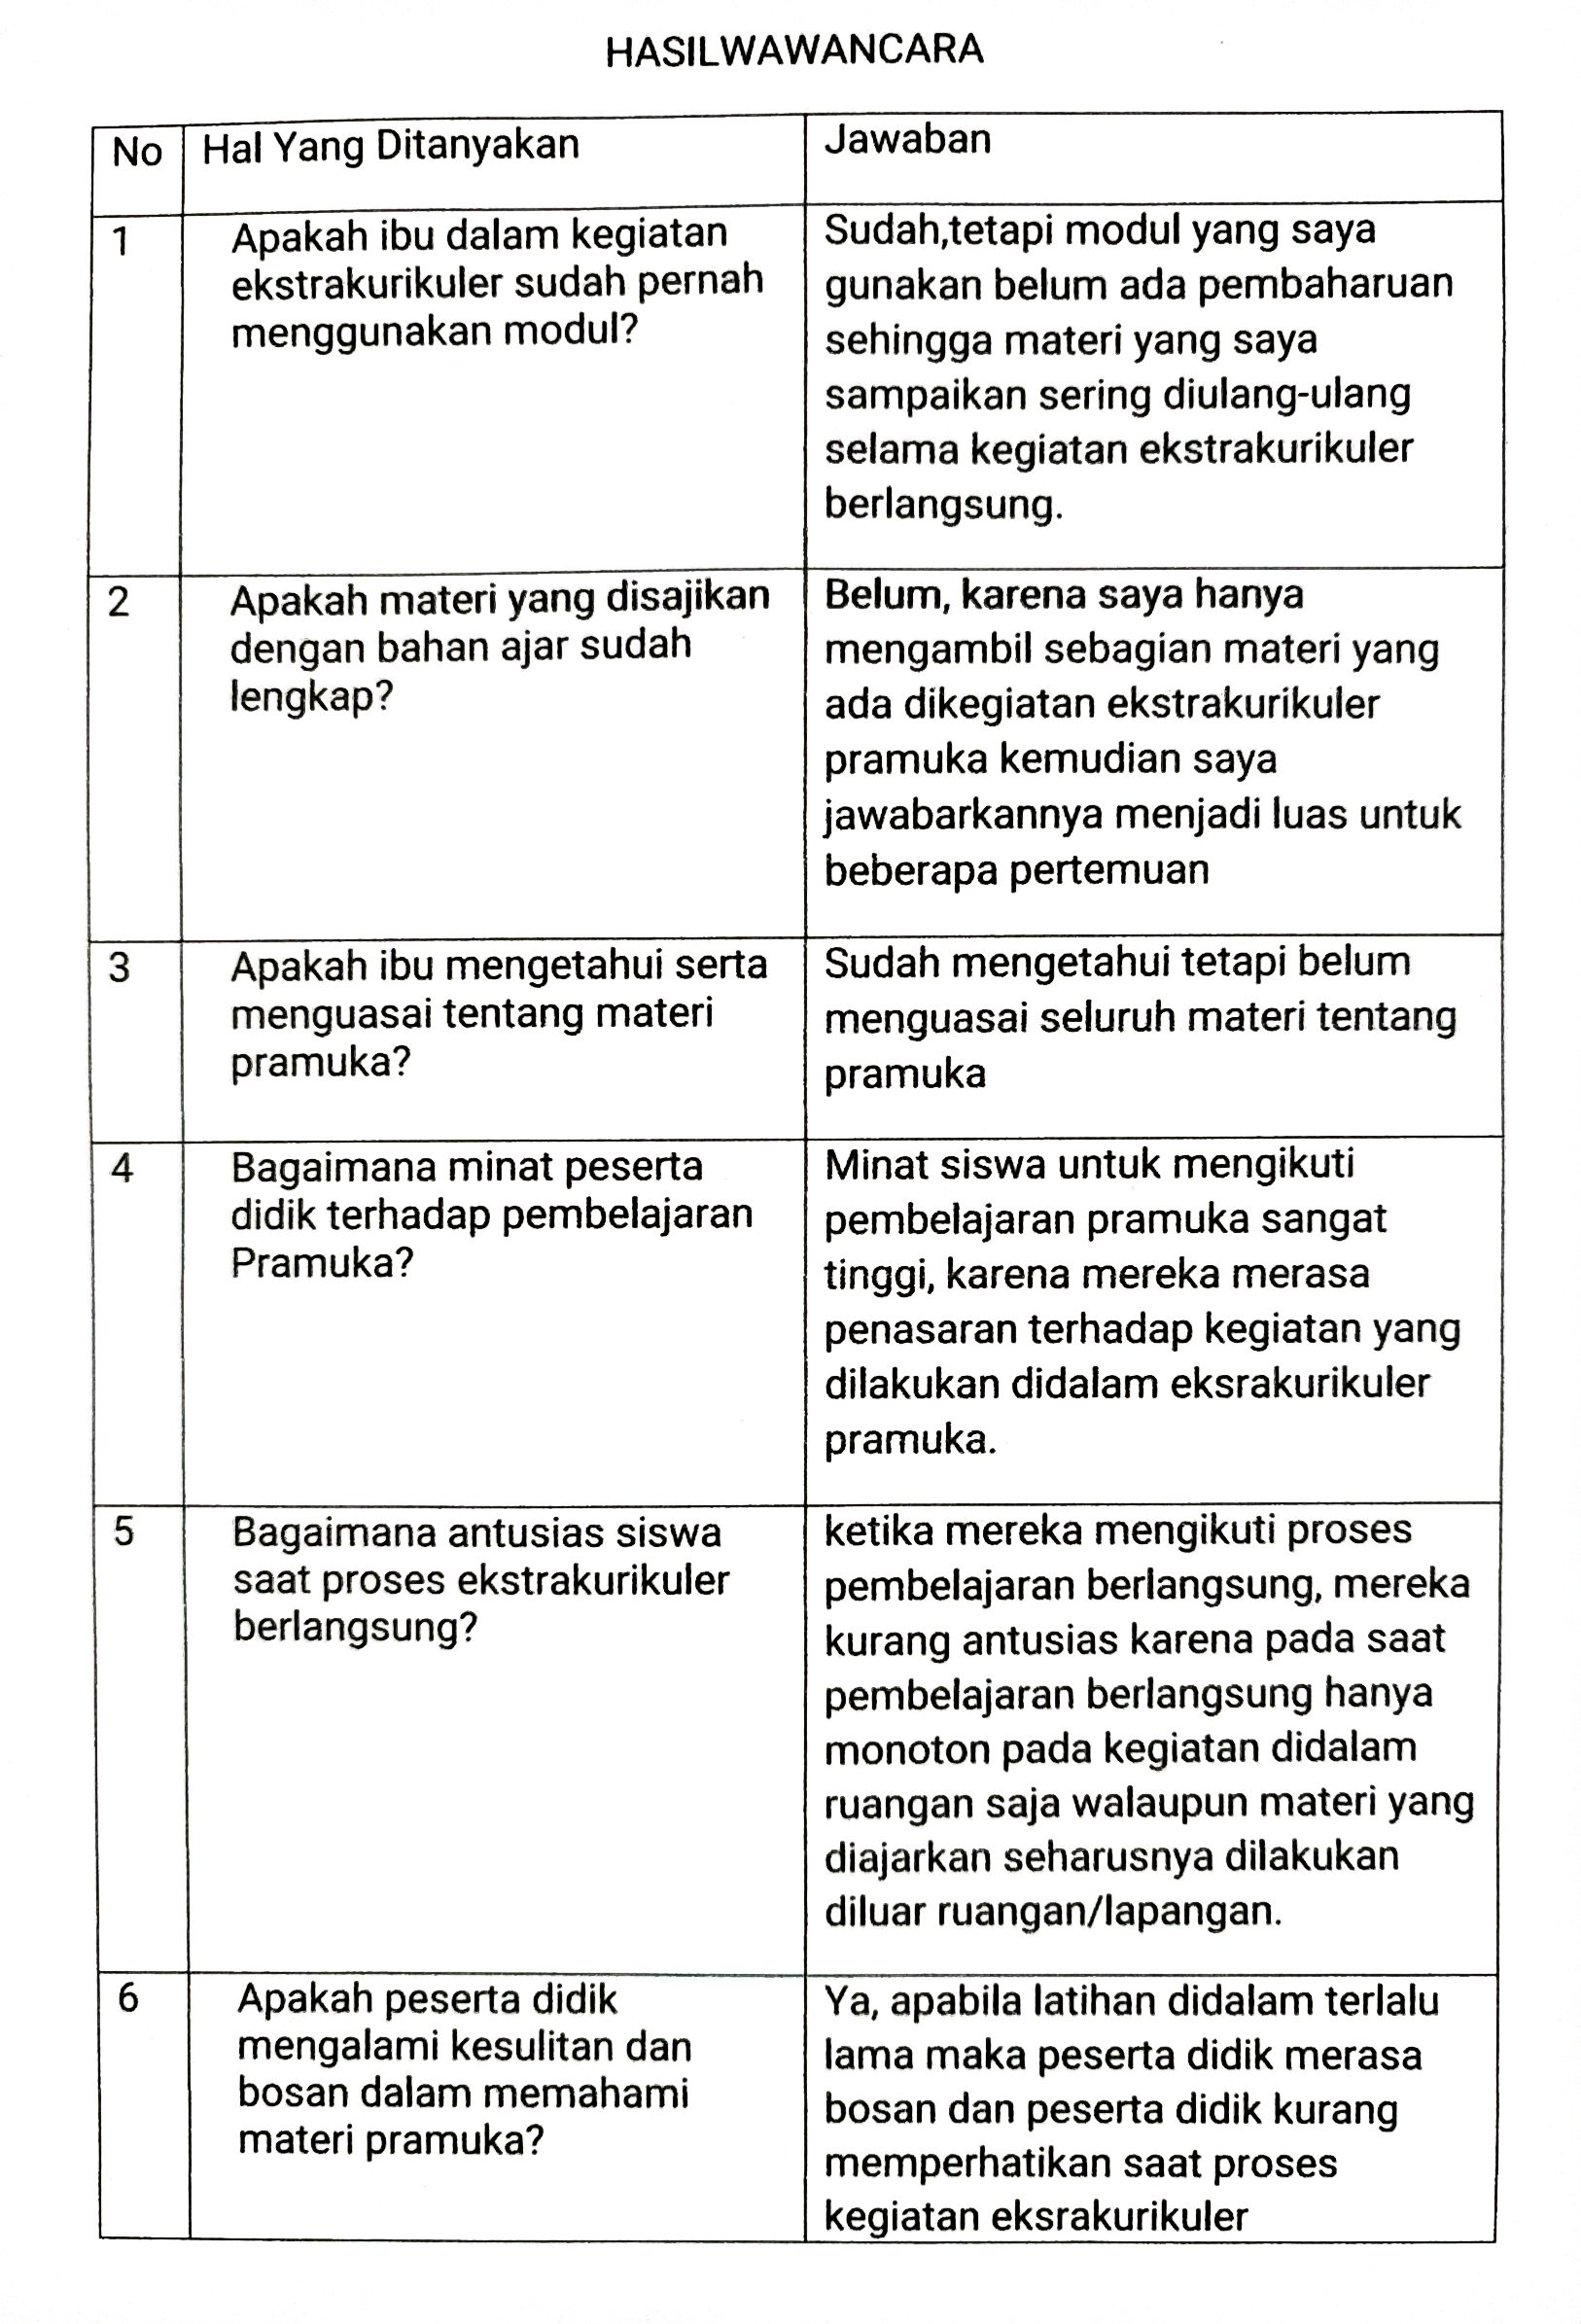 HASILWAWANCARA
No
Hal Yang Ditanyakan
Jawaban
1
Apakah ibu dalam kegiatan
ekstrakurikuler sudah pernah
menggunakan modul?
Sudah,tetapi modul yang saya
gunakan belum ada pembaharuan
sehingga materi yang saya
sampaikan sering diulang-ulang
selama kegiatan ekstrakurikuler
berlangsung.
2
Apakah materi yang disajikan
dengan bahan ajar sudah
lengkap?
Belum, karena saya hanya
mengambil sebagian materi yang
ada dikegiatan ekstrakurikuler
pramuka kemudian saya
jawabarkannya menjadi luas untuk
beberapa pertemuan
3
Apakah ibu mengetahui serta
menguasai tentang materi
pramuka?
Sudah mengetahui tetapi belum
menguasai seluruh materi tentang
pramuka
4
Bagaimana minat peserta
didik terhadap pembelajaran
Pramuka?
Minat siswa untuk mengikuti
pembelajaran pramuka sangat
tinggi, karena mereka merasa
penasaran terhadap kegiatan yang
dilakukan didalam eksrakurikuler
pramuka.
5
Bagaimana antusias siswa
saat proses ekstrakurikuler
berlangsung?
ketika mereka mengikuti proses
pembelajaran berlangsung, mereka
kurang antusias karena pada saat
pembelajaran berlangsung hanya
monoton pada kegiatan didalam
ruangan saja walaupun materi yang
diajarkan seharusnya dilakukan
diluar ruangan/lapangan.
6
Apakah peserta didik
mengalami kesulitan dan
bosan dalam memahami
materi pramuka?
Ya, apabila latihan didalam terlalu
lama maka peserta didik merasa
bosan dan peserta didik kurang
memperhatikan saat proses
kegiatan eksrakurikuler